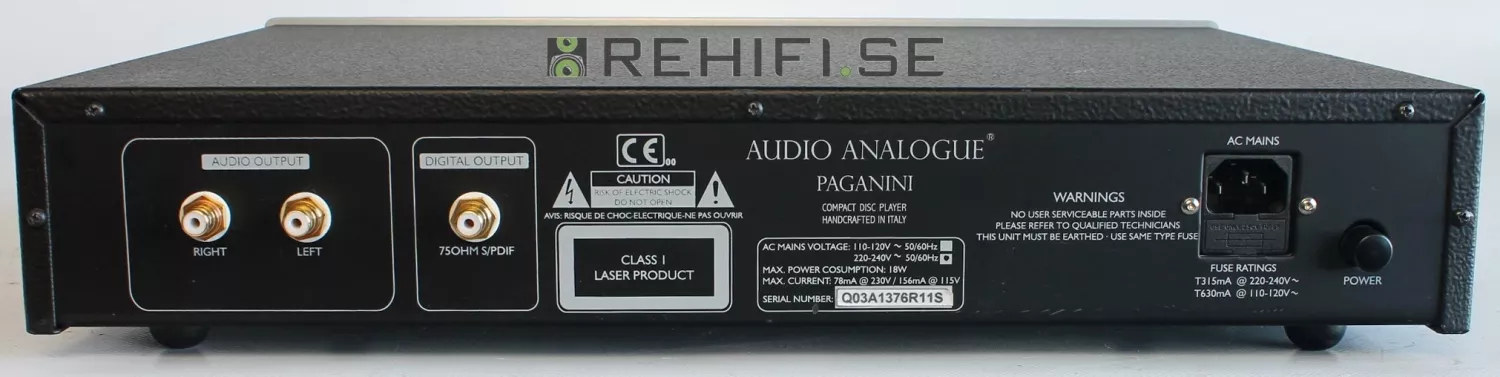 REHIFI.SE
AUDIO OUTPUT
RIGHT
LEFT
DIGITAL OUTPUT
75OHM S/PDIF
CE 00
CAUTION
RISK OF ELECTRIC SHOCK
DO NOT OPEN
AVIS: RISQUE DE CHOC-ELECTRIQUE-NE PAS OUVRIR
CLASS 1
LASER PRODUCT
AUDIO ANALOGUE®
PAGANINI
COMPACT DISC PLAYER
HANDCRAFTED IN ITALY
AC MAINS VOLTAGE: 110-120V ~ 50/60Hz
220-240V ~ 50/60Hz
MAX. POWER COSUMPTION: 18W
MAX. CURRENT: 78mA @ 230V / 156mA @ 115V
SERIAL NUMBER: Q03A1376R11S
WARNINGS
NO USER SERVICEABLE PARTS INSIDE
PLEASE REFER TO QUALIFIED TECHNICIANS
THIS UNIT MUST BE EARTHED - USE SAME TYPE FUSE
AC MAINS
FUSE RATINGS
T315mA @ 220-240V~
T630mA @ 110-120V~
POWER